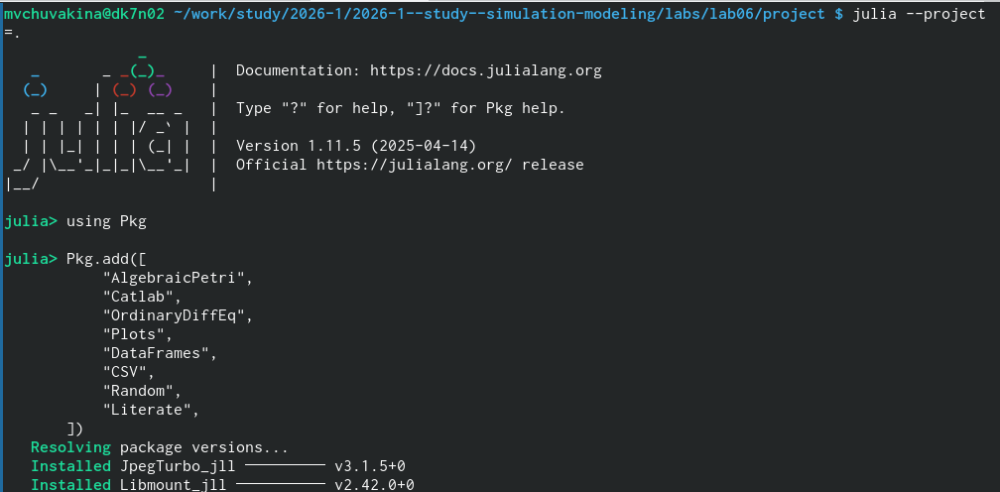 mvchuvakina@dk7n02 ~/work/study/2026-1/2026-1--study--simulation-modeling/labs/lab06/project $ julia --project
=.
               _
   _       _ _(_)_     |  Documentation: https://docs.julialang.org
  (_)     | (_) (_)    |
   _ _   _| |_  __ _   |  Type "?" for help, "]?" for Pkg help.
  | | | | | | |/ _` |  |
  | | |_| | | | (_| |  |  Version 1.11.5 (2025-04-14)
 _/ |\__'_|_|_|\__'_|  |  Official https://julialang.org/ release
|__/                   |
julia> using Pkg
julia> Pkg.add([
           "AlgebraicPetri",
           "Catlab",
           "OrdinaryDiffEq",
           "Plots",
           "DataFrames",
           "CSV",
           "Random",
           "Literate",
       ])
   Resolving package versions...
   Installed JpegTurbo_jll ───────── v3.1.5+0
   Installed Libmount_jll ────────── v2.42.0+0